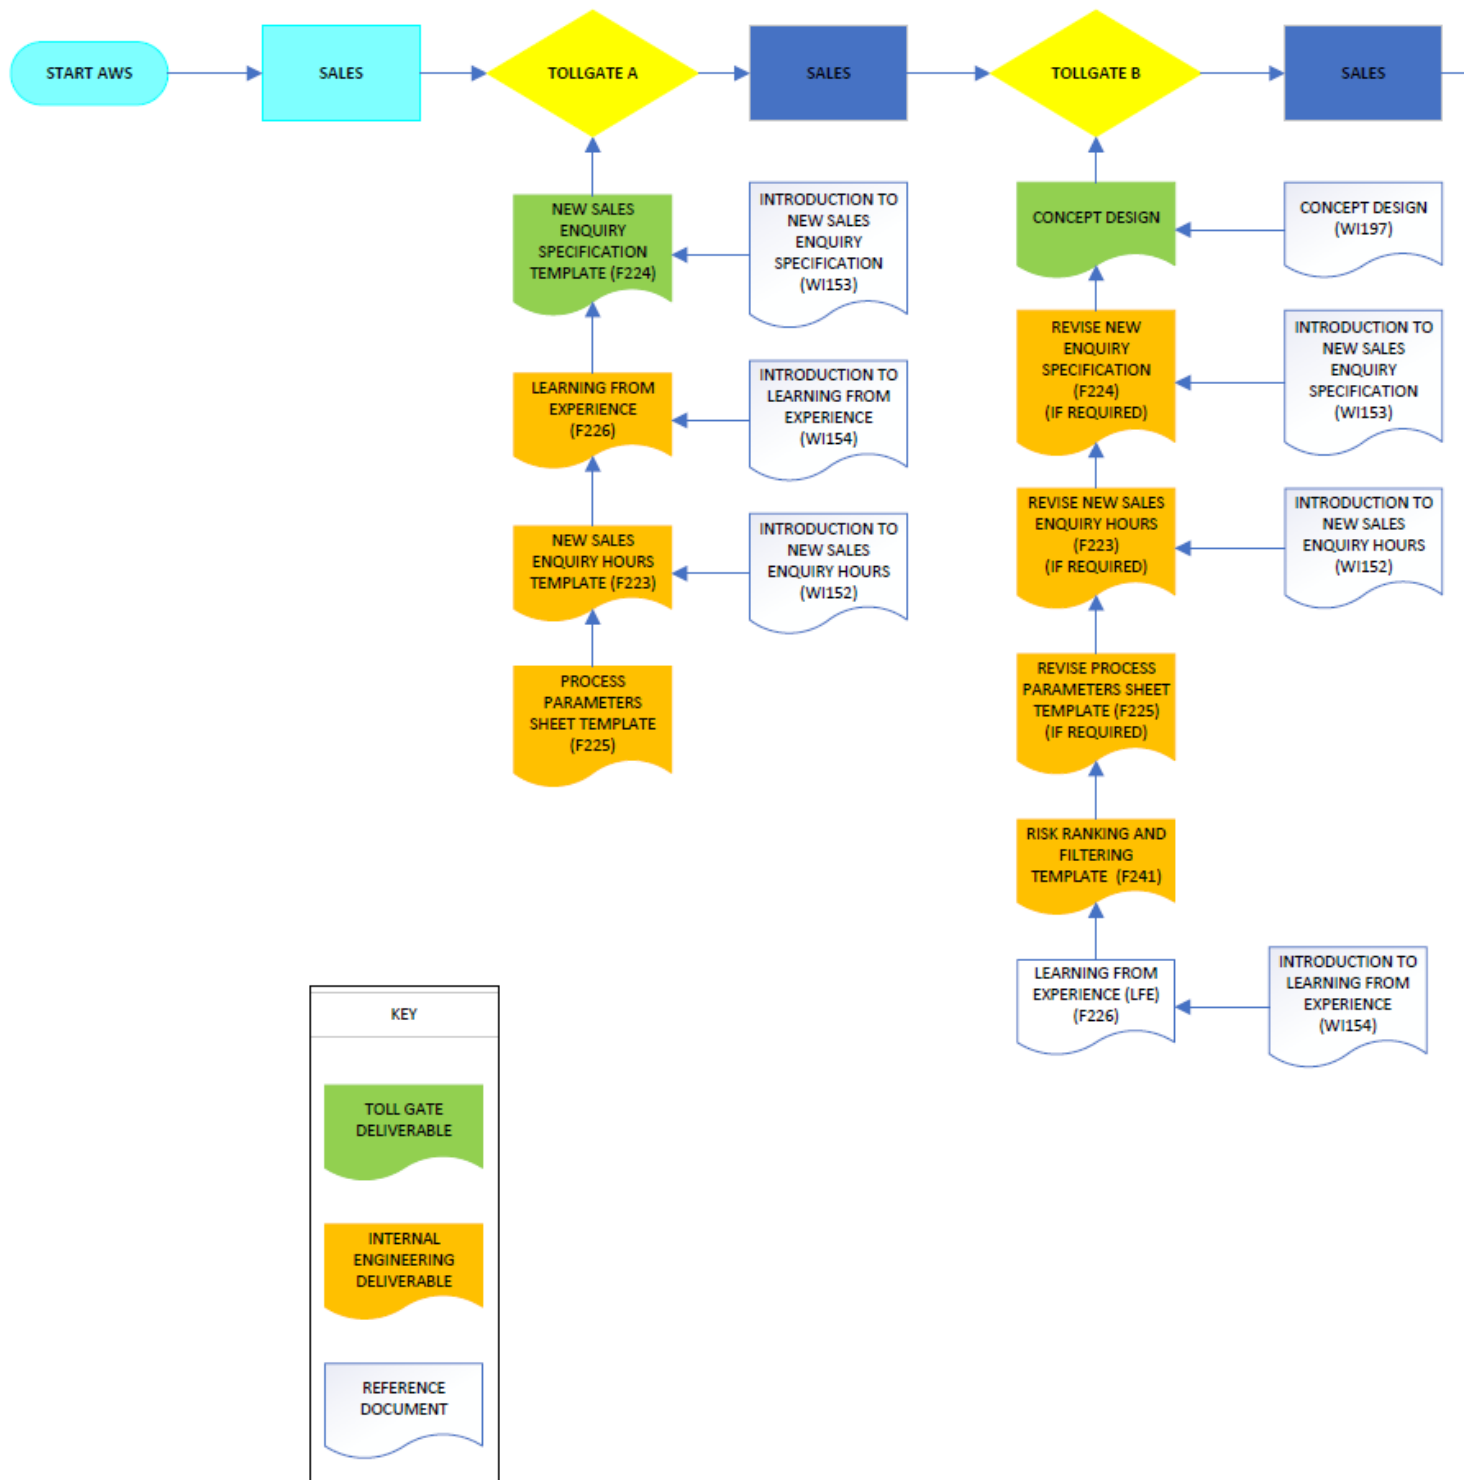 START AWS
SALES
TOLLGATE A
SALES
TOLLGATE B
SALES
NEW SALES
ENQUIRY
SPECIFICATION
TEMPLATE (F224)
INTRODUCTION TO
NEW SALES
ENQUIRY
SPECIFICATION
(WI153)
LEARNING FROM
EXPERIENCE
(F226)
INTRODUCTION TO
LEARNING FROM
EXPERIENCE
(WI154)
NEW SALES
ENQUIRY HOURS
TEMPLATE (F223)
INTRODUCTION TO
NEW SALES
ENQUIRY HOURS
(WI152)
PROCESS
PARAMETERS
SHEET TEMPLATE
(F225)
CONCEPT DESIGN
CONCEPT DESIGN
(WI197)
REVISE NEW
ENQUIRY
SPECIFICATION
(F224)
(IF REQUIRED)
INTRODUCTION TO
NEW SALES
ENQUIRY
SPECIFICATION
(WI153)
REVISE NEW SALES
ENQUIRY HOURS
(F223)
(IF REQUIRED)
INTRODUCTION TO
NEW SALES
ENQUIRY HOURS
(WI152)
REVISE PROCESS
PARAMETERS SHEET
TEMPLATE (F225)
(IF REQUIRED)
RISK RANKING AND
FILTERING
TEMPLATE (F241)
LEARNING FROM
EXPERIENCE (LFE)
(F226)
INTRODUCTION TO
LEARNING FROM
EXPERIENCE
(WI154)
KEY
TOLL GATE
DELIVERABLE
INTERNAL
ENGINEERING
DELIVERABLE
REFERENCE
DOCUMENT